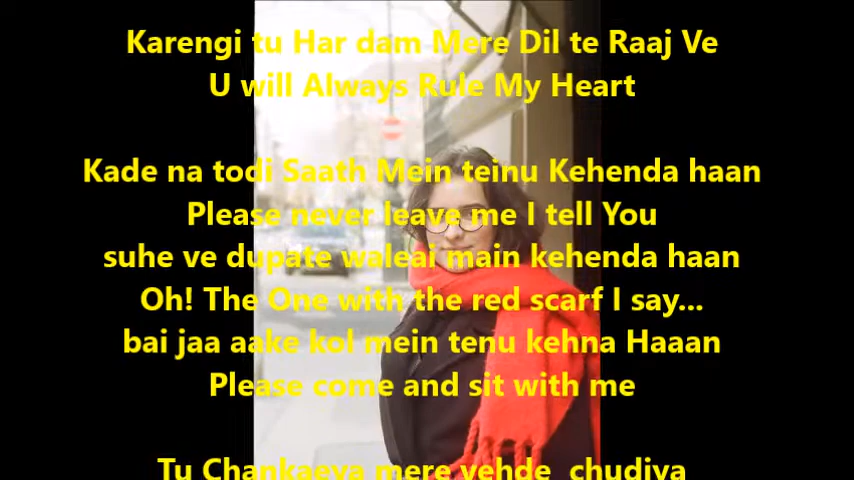 Karengi tu Har dam Mere Dil te Raaj Ve
U will Always Rule My Heart
Kade na todi Saath Mein teinu Kehenda haan
Please never leave me I tell You
suhe ve dupate waleai main kehenda haan
Oh! The One with the red scarf I say...
bai jaa aake kol mein tenu kehna Haaan
Please come and sit with me
Tu Chankaeya mere vehde chudiya